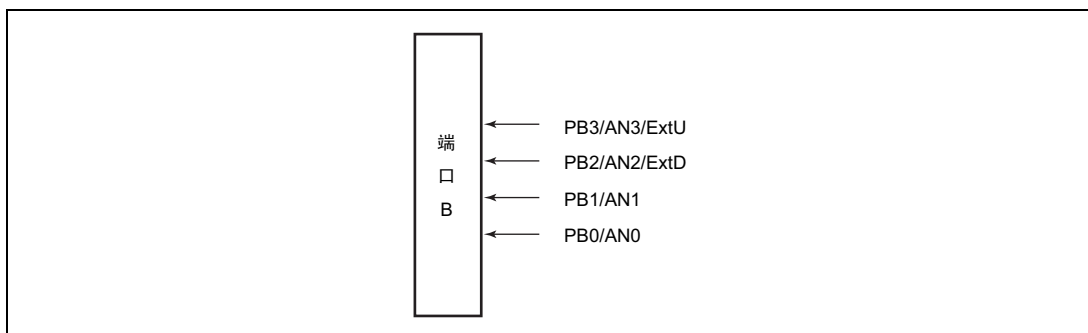 端
口
B
PB3/AN3/ExtU
PB2/AN2/ExtD
PB1/AN1
PB0/AN0